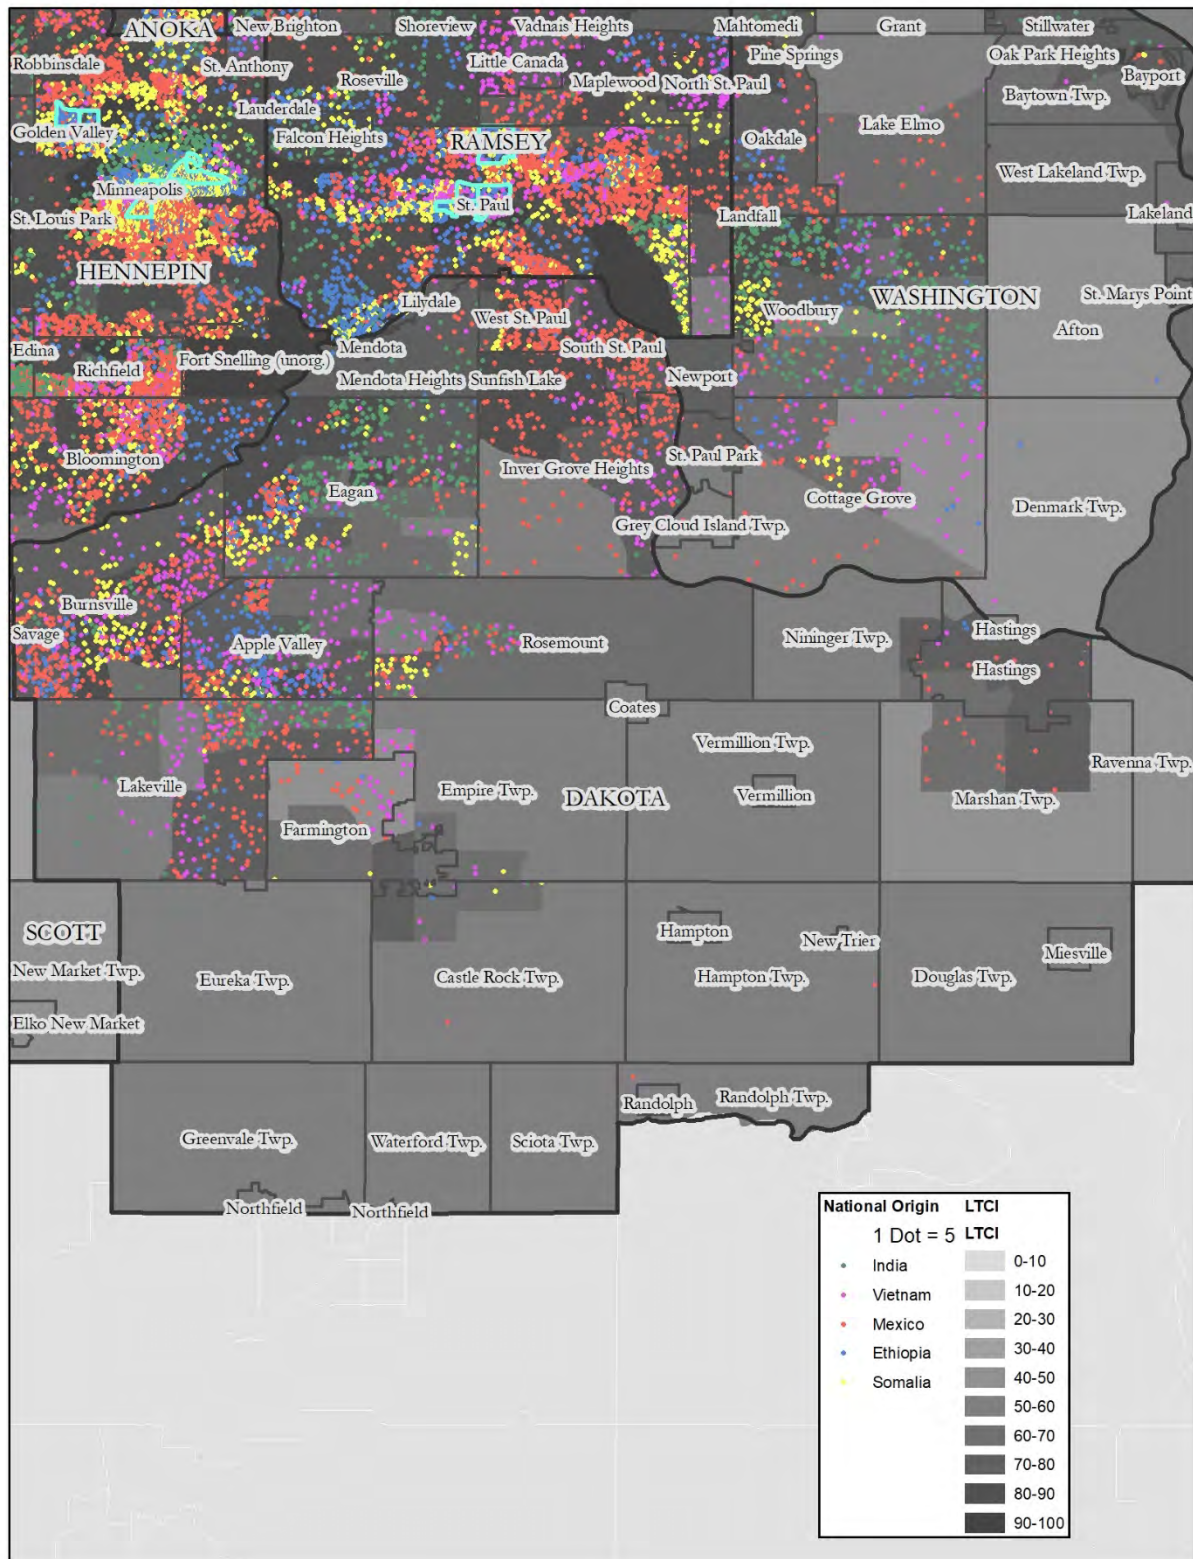 ANOKA
New Brighton
Shoreview
Vadnais Heights
Mahtomedi
Grant
Stillwater
Robbinsdale
St. Anthony
Roseville
Little Canada
Maplewood
North St. Paul
Pine Springs
Oak Park Heights
Bayport
Baytown Twp.
Golden Valley
Lauderdale
Falcon Heights
RAMSEY
Oakdale
Lake Elmo
West Lakeland Twp.
Minneapolis
St. Louis Park
St. Paul
Landfall
Lakeland
HENNEPIN
Lilydale
West St. Paul
Woodbury
WASHINGTON
St. Marys Point
Afton
Edina
Richfield
Fort Snelling (unorg.)
Mendota
South St. Paul
Mendota Heights
Sunfish Lake
Newport
Bloomington
Eagan
Inver Grove Heights
St. Paul Park
Cottage Grove
Grey Cloud Island Twp.
Denmark Twp.
Burnsville
Savage
Apple Valley
Rosemount
Nininger Twp.
Hastings
Hastings
Coates
Vermillion Twp.
Lakeville
Empire Twp.
DAKOTA
Vermillion
Marshan Twp.
Ravenna Twp.
Farmington
SCOTT
Hampton
New Trier
Miesville
New Market Twp.
Eureka Twp.
Castle Rock Twp.
Hampton Twp.
Douglas Twp.
Elko New Market
Randolph
Randolph Twp.
Greenvale Twp.
Waterford Twp.
Sciota Twp.
Northfield
Northfield
National Origin LTCI
1 Dot = 5 LTCI
India 0-10
Vietnam 10-20
Mexico 20-30
Ethiopia 30-40
Somalia 40-50
50-60
60-70
70-80
80-90
90-100